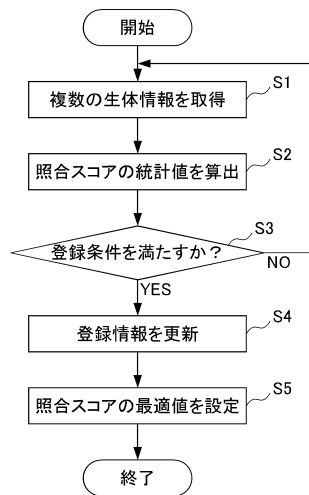 開始
複数の生体情報を取得
S1
照合スコアの統計値を算出
S2
登録条件を満たすか？
S3
NO
YES
登録情報を更新
S4
照合スコアの最適値を設定
S5
終了